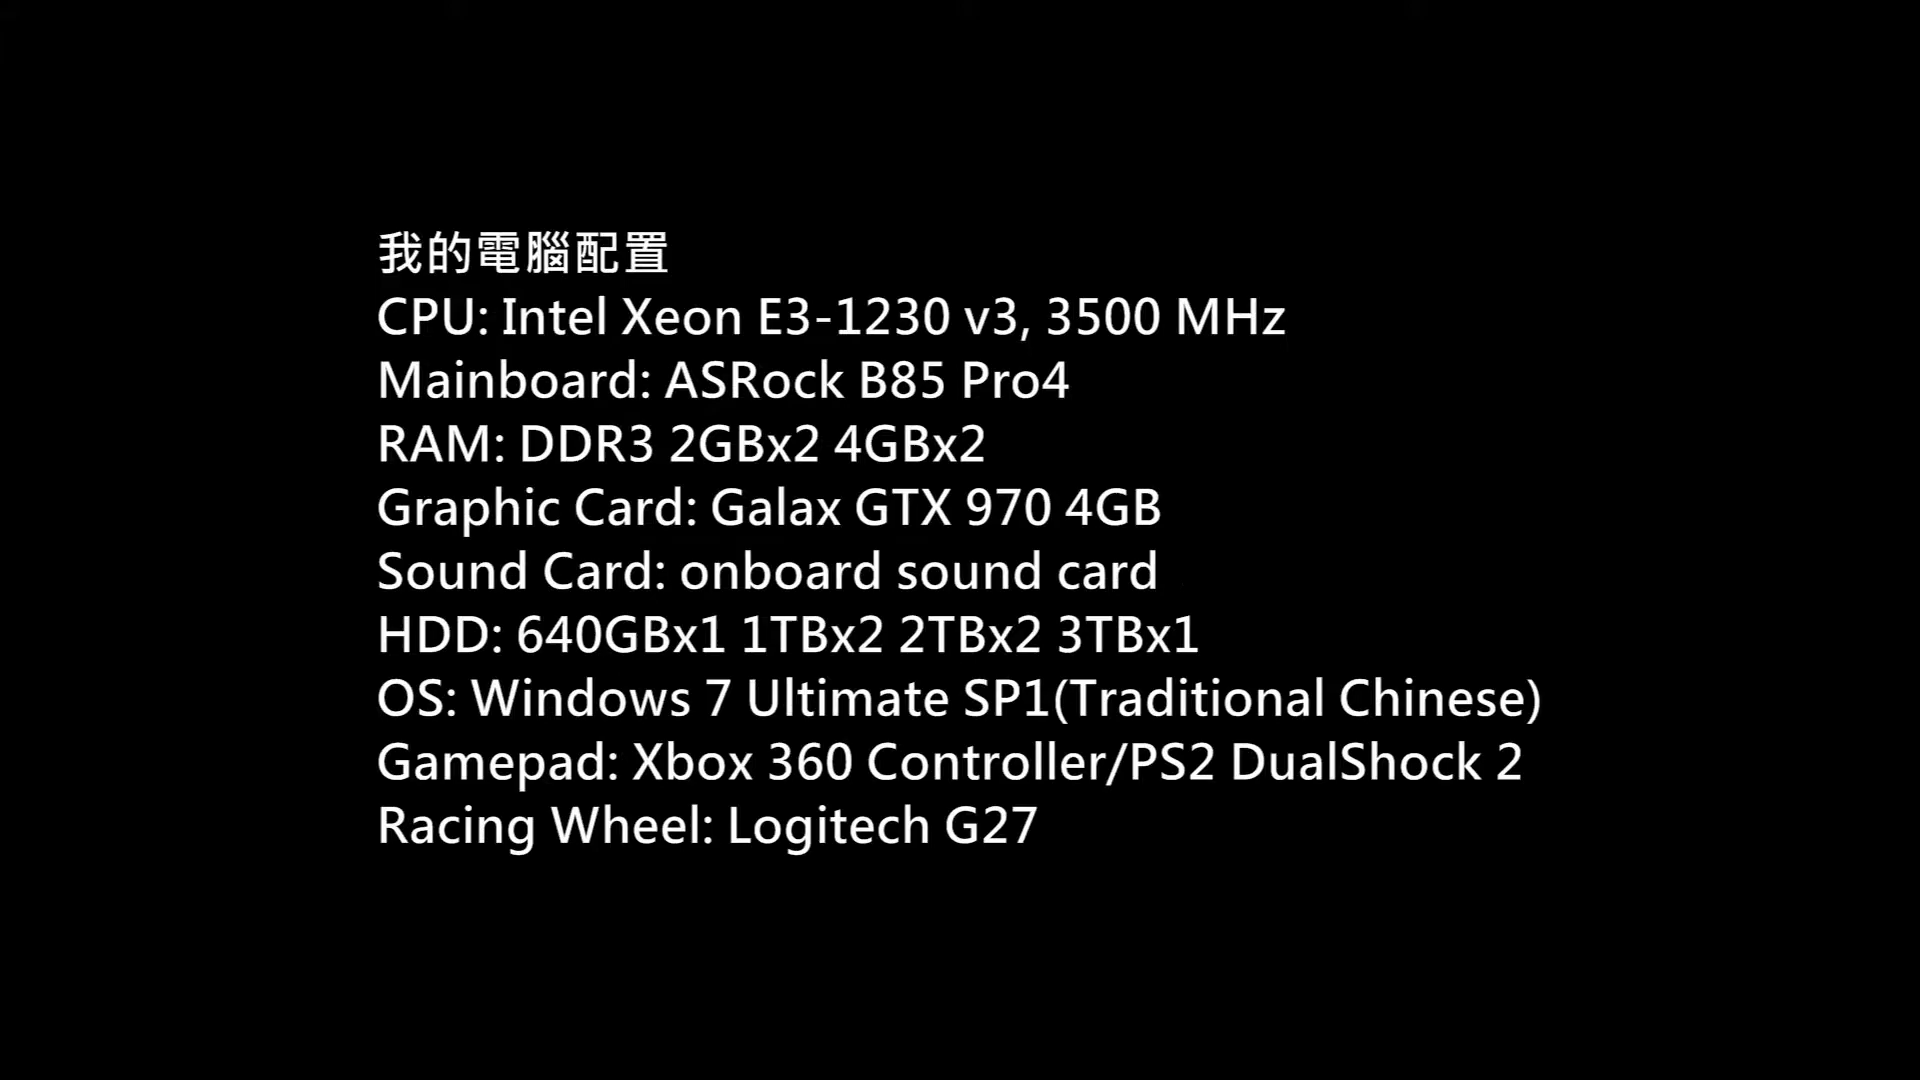 我的電腦配置
CPU: Intel Xeon E3-1230 v3, 3500 MHz
Mainboard: ASRock B85 Pro4
RAM: DDR3 2GBx2 4GBx2
Graphic Card: Galax GTX 970 4GB
Sound Card: onboard sound card
HDD: 640GBx1 1TBx2 2TBx2 3TBx1
OS: Windows 7 Ultimate SP1(Traditional Chinese)
Gamepad: Xbox 360 Controller/PS2 DualShock 2
Racing Wheel: Logitech G27